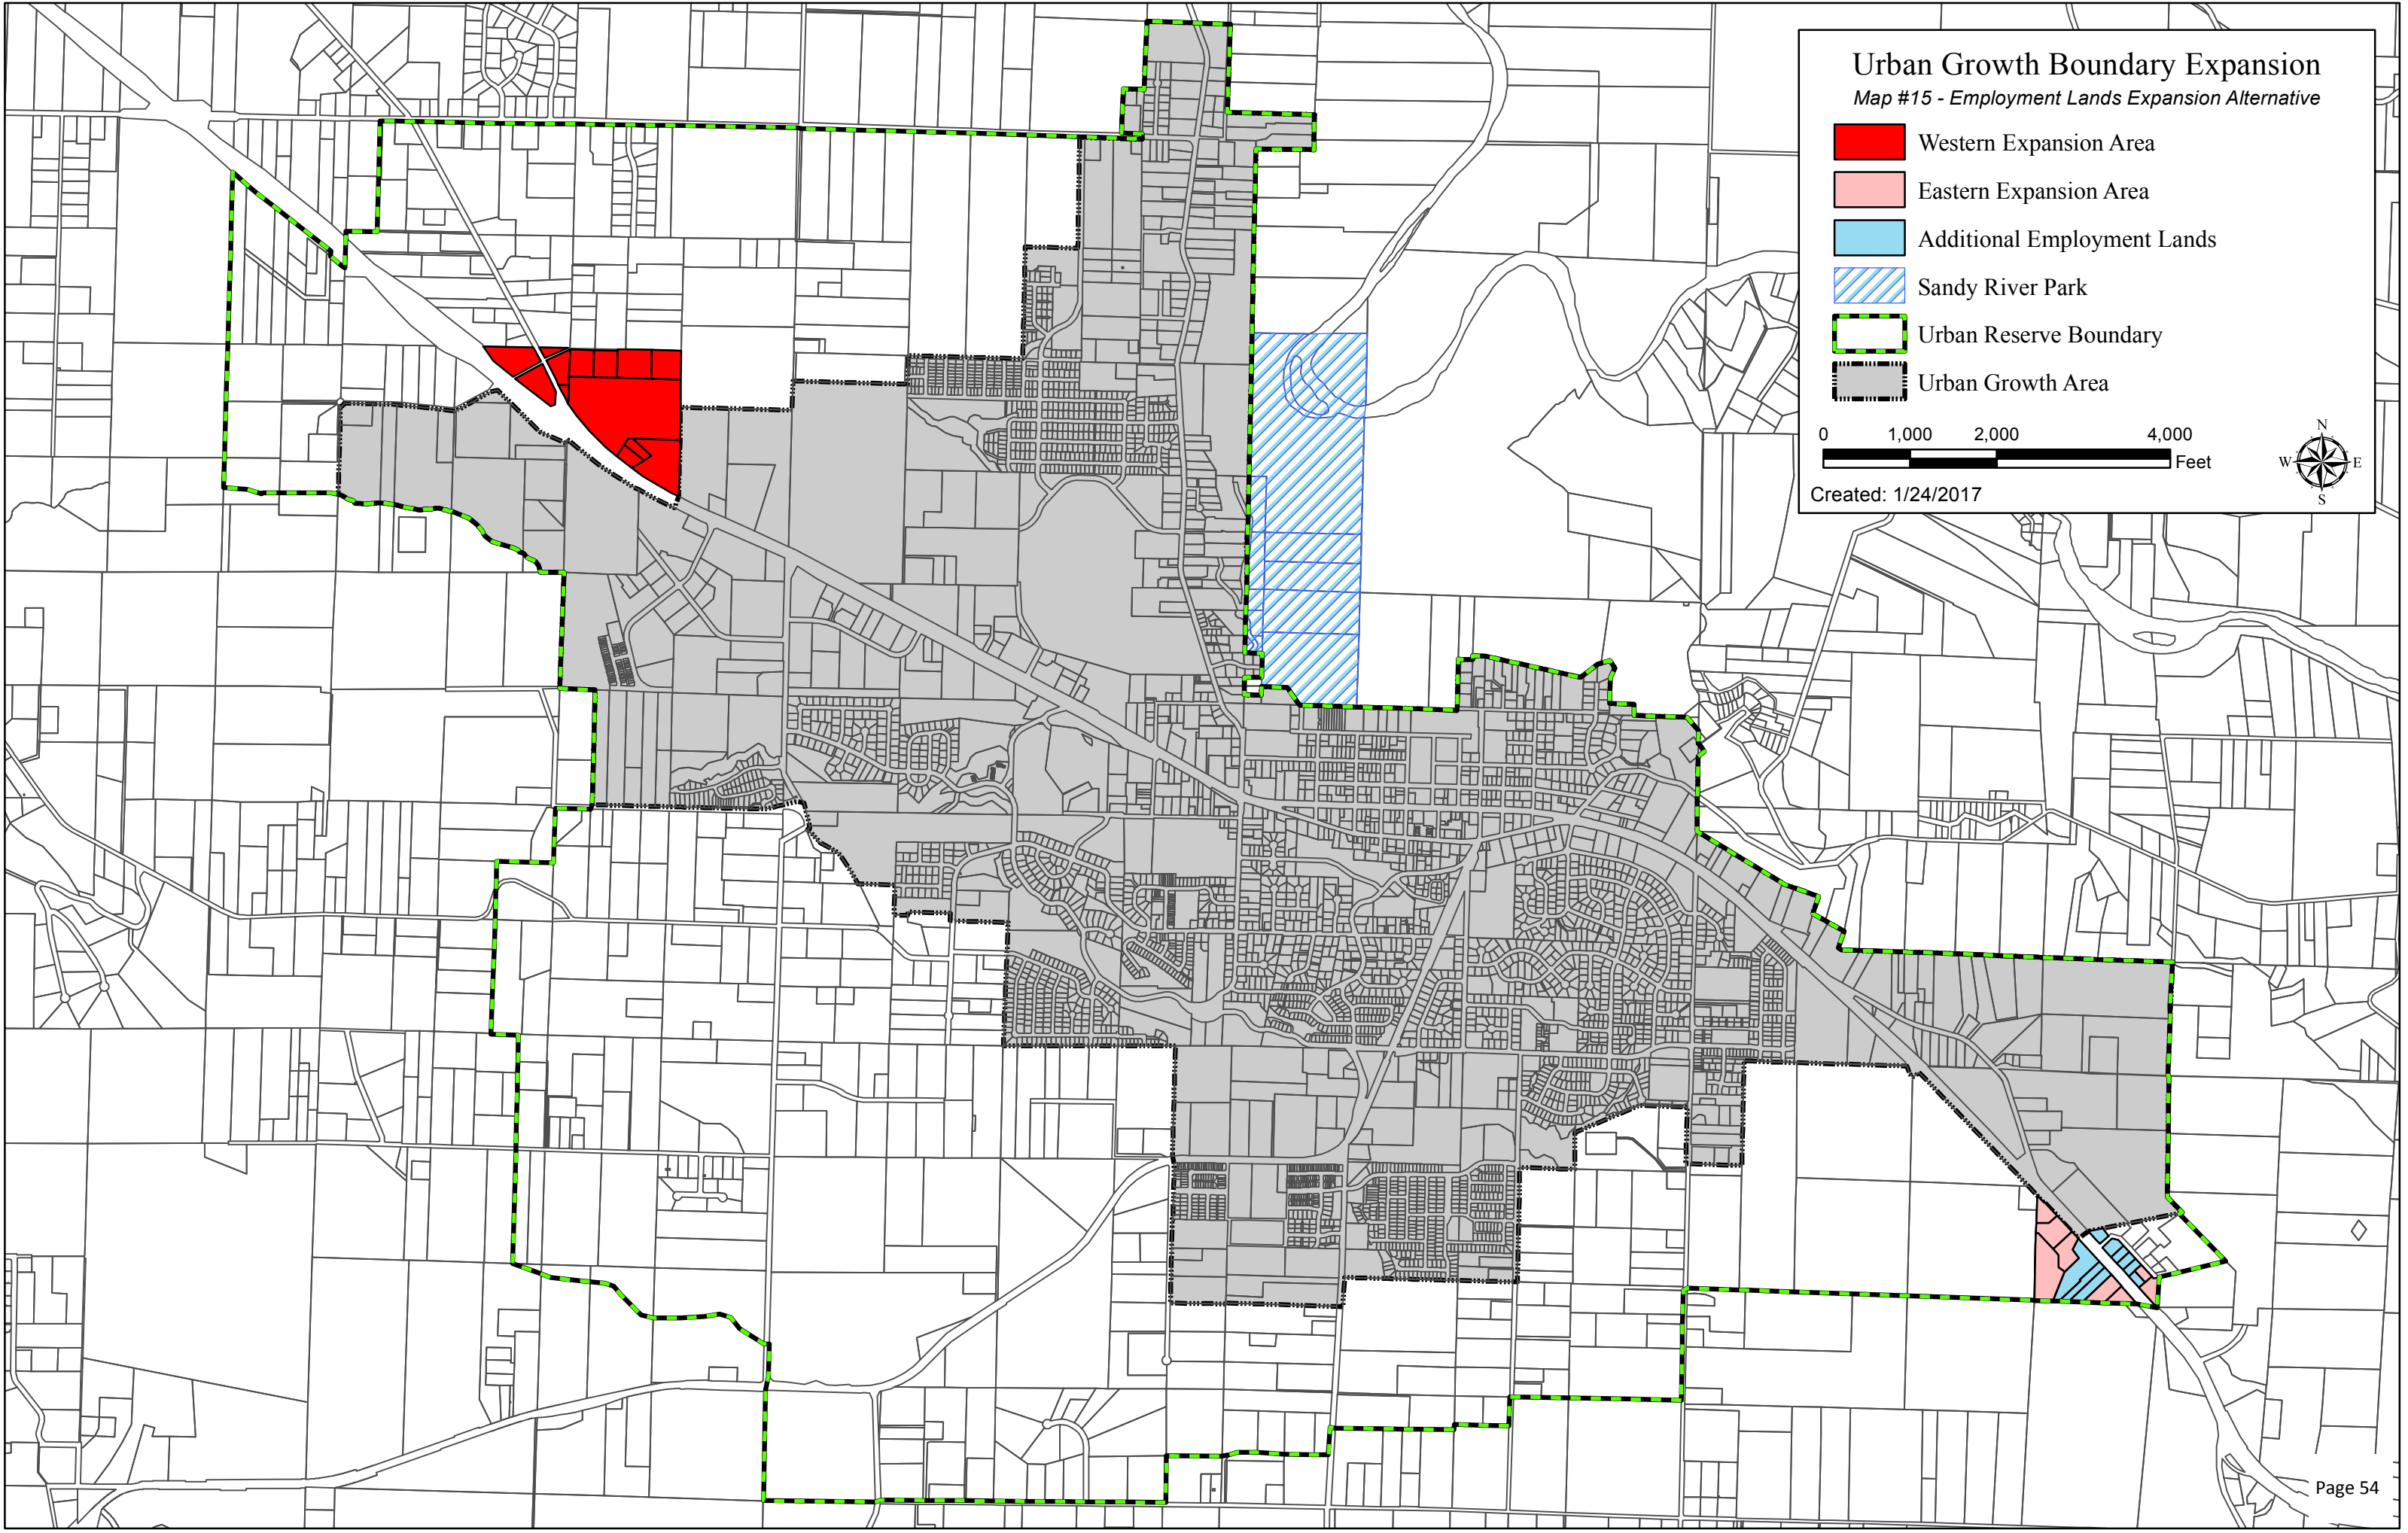 Urban Growth Boundary Expansion
Map #15 - Employment Lands Expansion Alternative
Western Expansion Area
Eastern Expansion Area
Additional Employment Lands
Sandy River Park
Urban Reserve Boundary
Urban Growth Area
0 1,000 2,000 4,000
Feet
N
W E
S
Created: 1/24/2017
Page 54